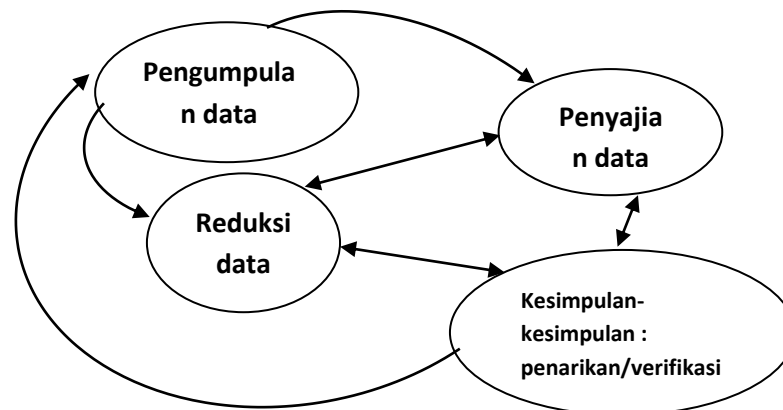 Pengumpula
n data
Penyajia
n data
Reduksi
data
Kesimpulan-
kesimpulan :
penarikan/verifikasi